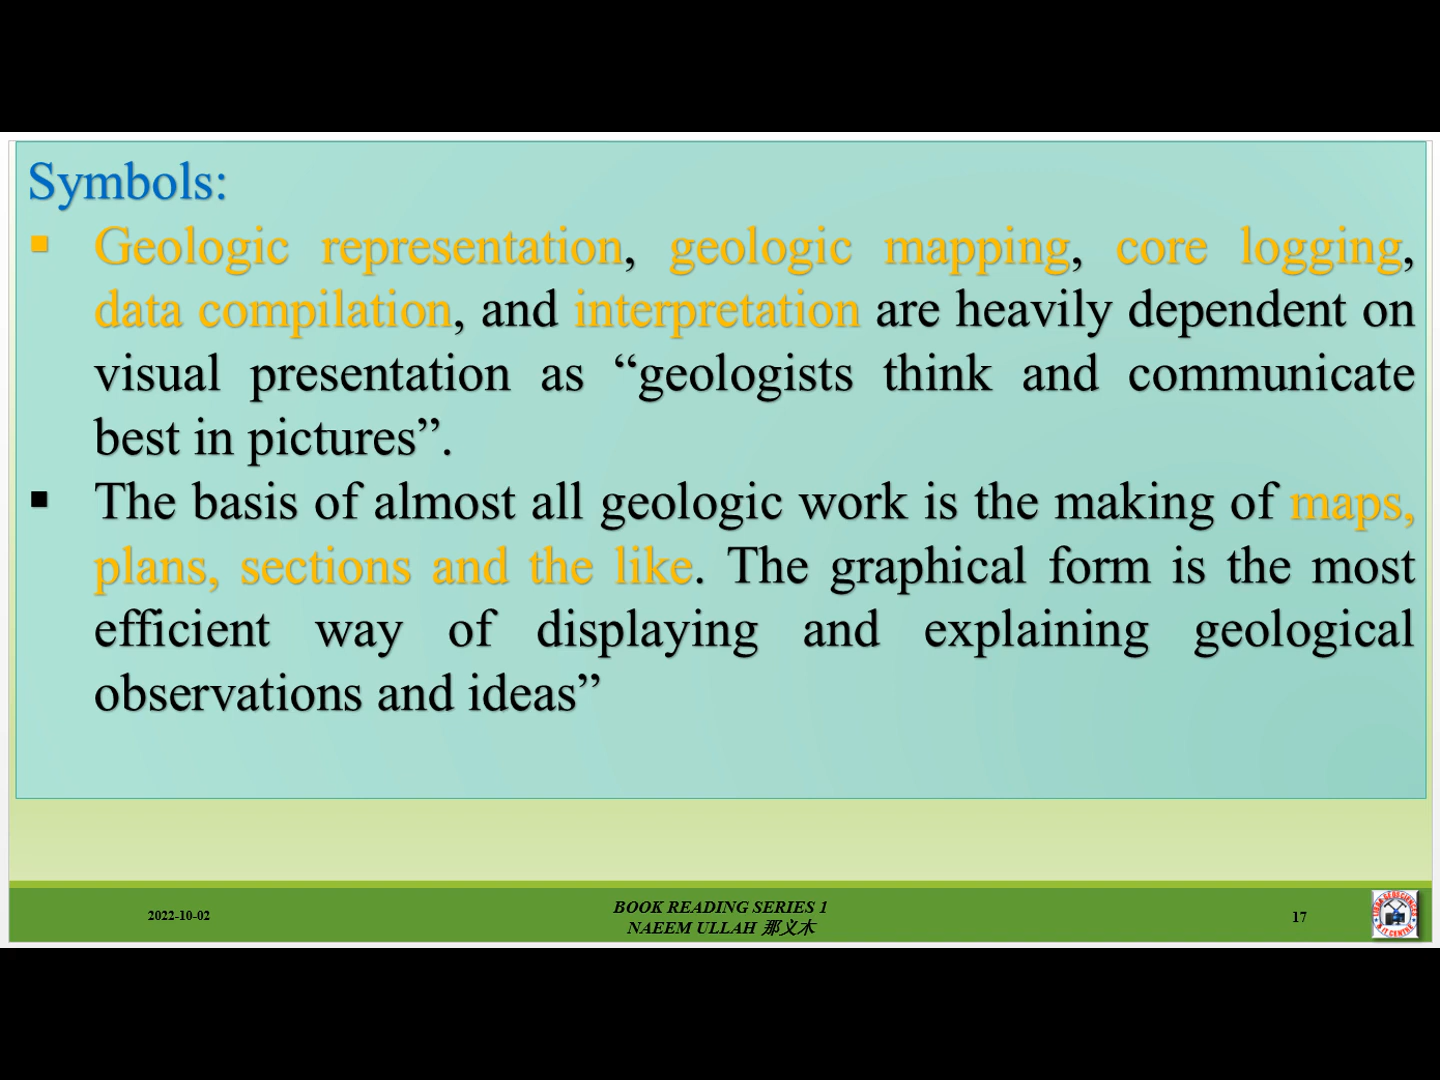 Symbols:
▪ Geologic representation, geologic mapping, core logging,
data compilation, and interpretation are heavily dependent on
visual presentation as “geologists think and communicate
best in pictures”.
▪ The basis of almost all geologic work is the making of maps,
plans, sections and the like. The graphical form is the most
efficient way of displaying and explaining geological
observations and ideas”
2022-10-02
BOOK READING SERIES 1
NAEEM ULLAH 那义木
17